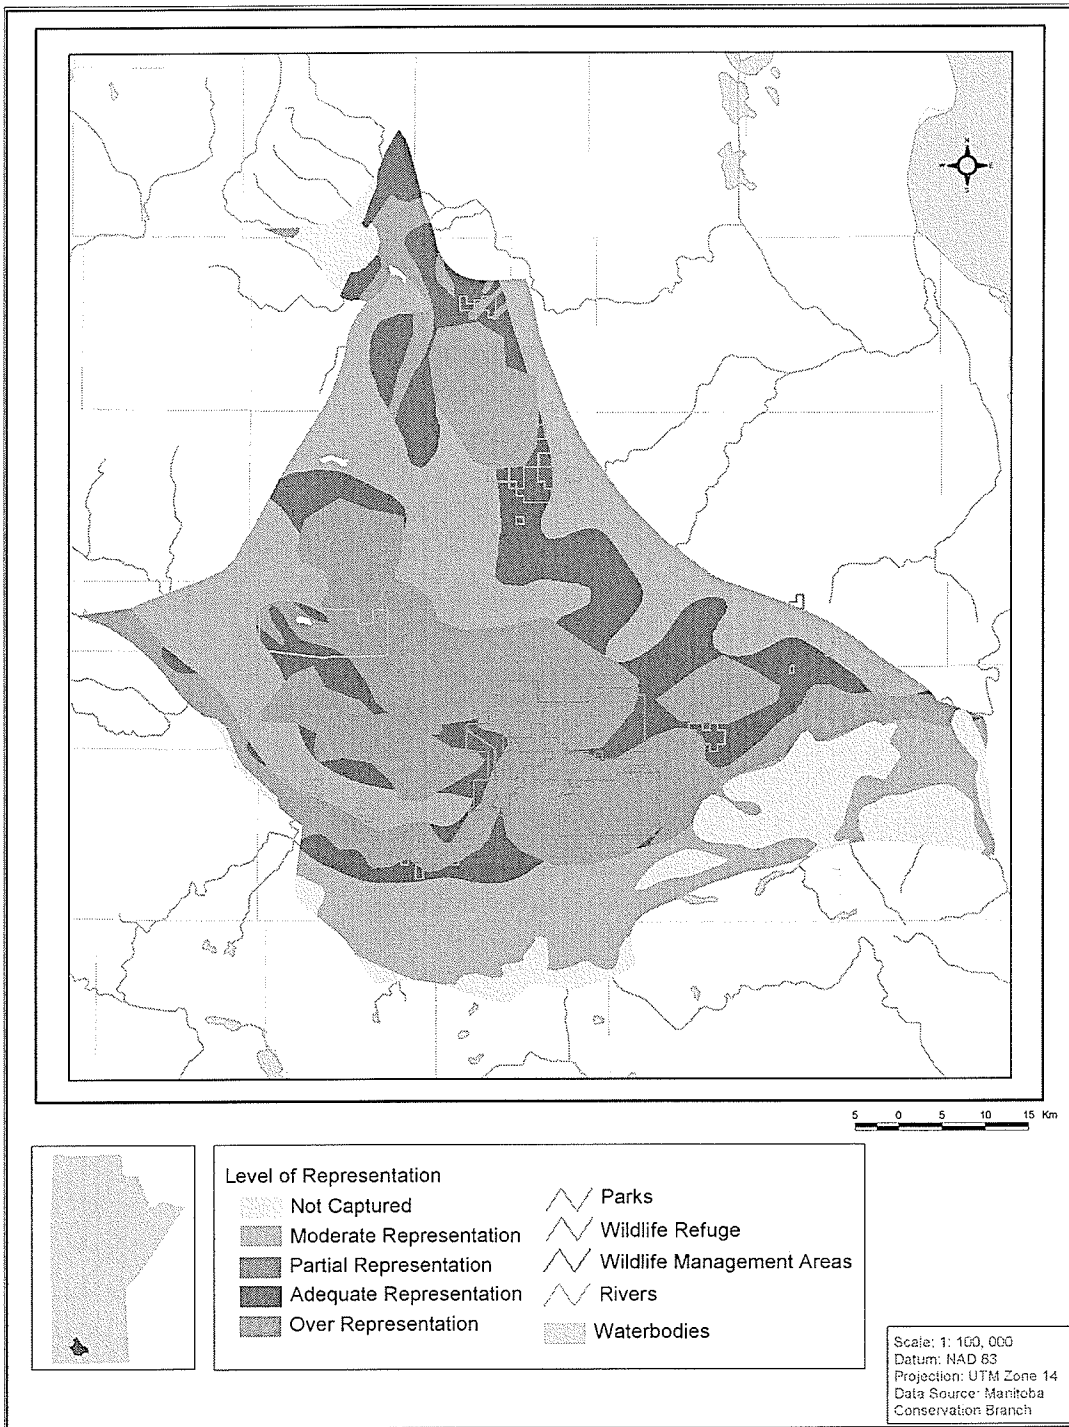 N
W E
S
5 0 5 10 15 Km
Level of Representation
Not Captured
Moderate Representation
Partial Representation
Adequate Representation
Over Representation
Parks
Wildlife Refuge
Wildlife Management Areas
Rivers
Waterbodies
Scale: 1: 100, 000
Datum: NAD 83
Projection: UTM Zone 14
Data Source: Manitoba
Conservation Branch